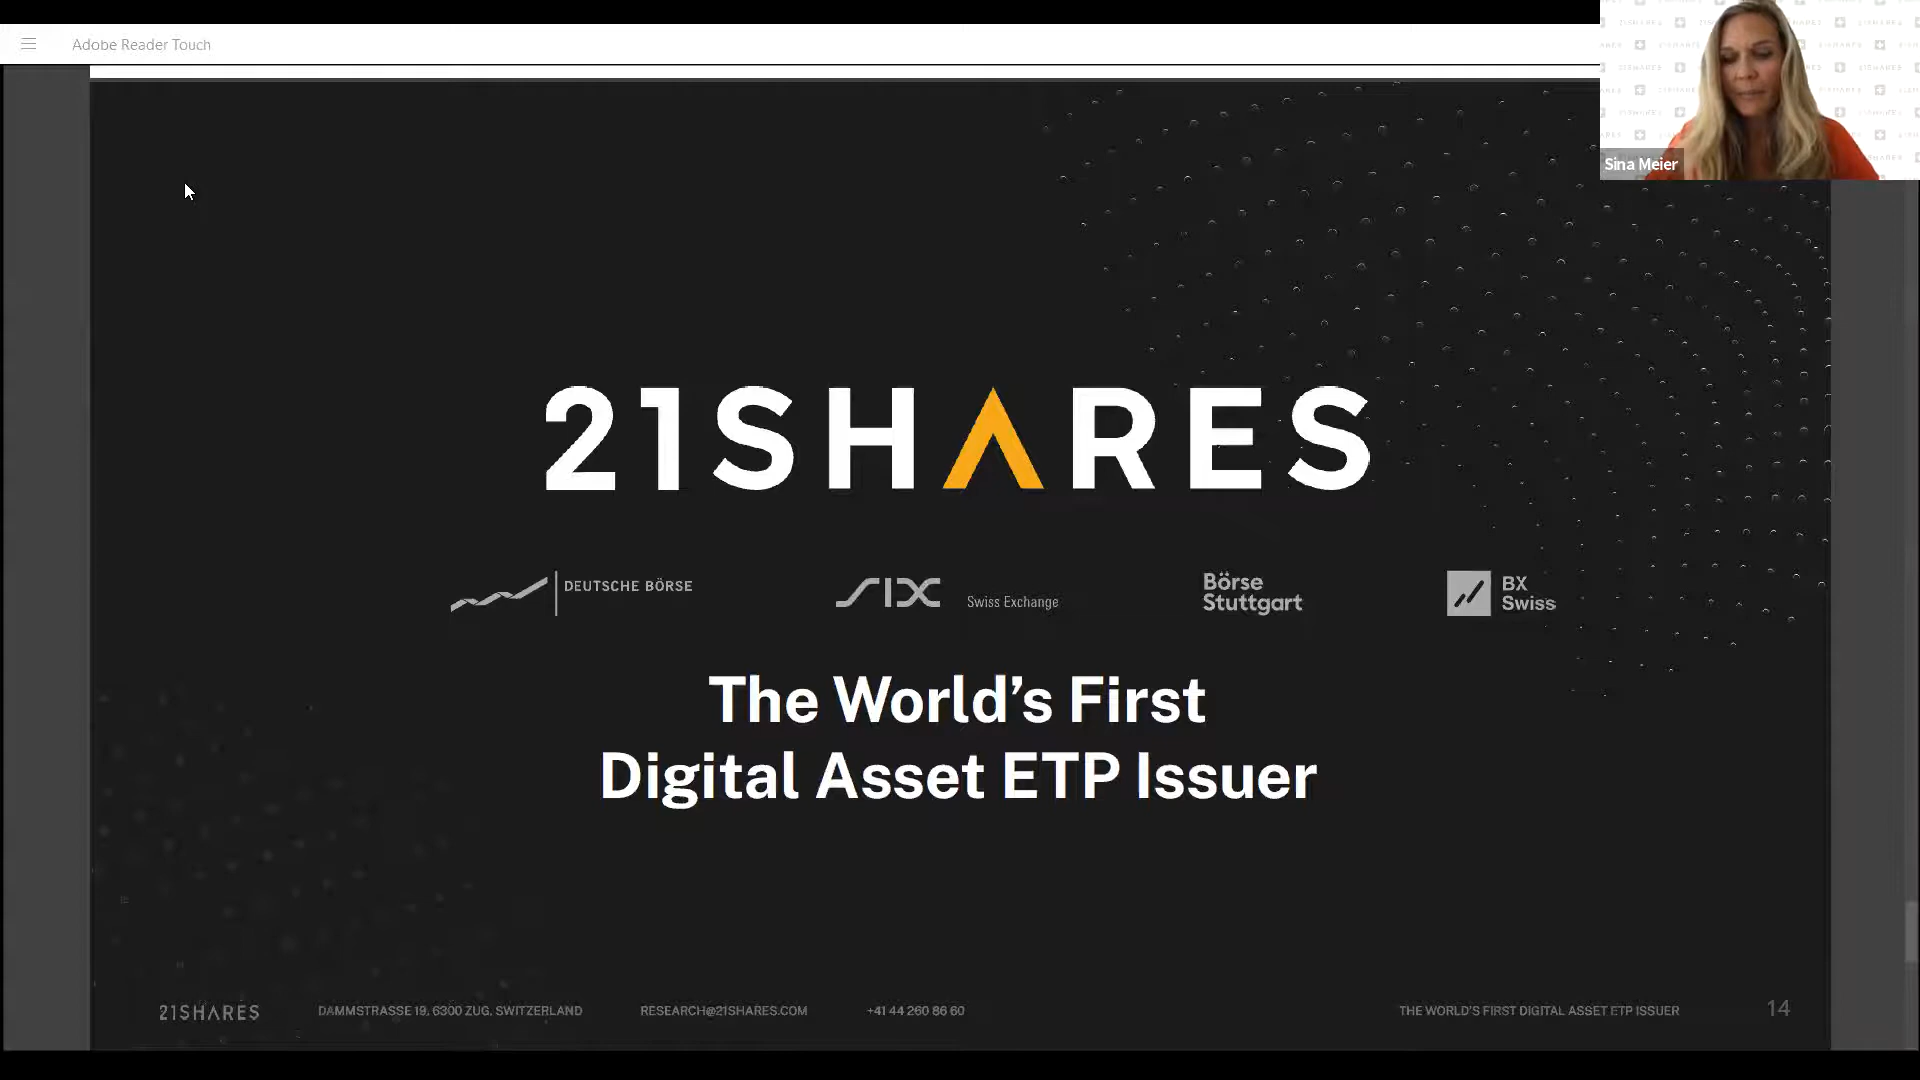 Adobe Reader Touch
Sina Meier
21SHARES
DEUTSCHE BÖRSE
SIX Swiss Exchange
Börse
Stuttgart
BX
Swiss
The World’s First
Digital Asset ETP Issuer
21SHARES DAMMSTRASSE 19, 6300 ZUG, SWITZERLAND RESEARCH@21SHARES.COM +41 44 260 86 60 THE WORLD’S FIRST DIGITAL ASSET ETP ISSUER 14